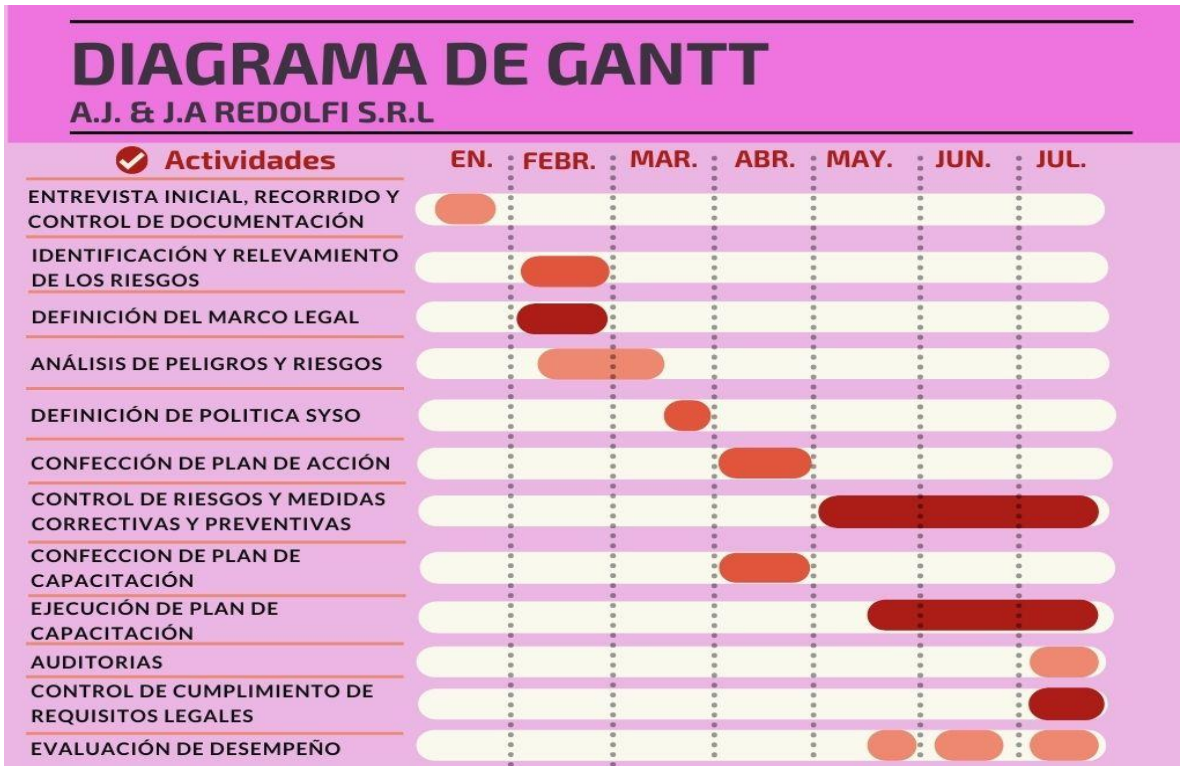 DIAGRAMA DE GANTT
A.J. & J.A REDOLFI S.R.L
Actividades EN. FEBR. MAR. ABR. MAY. JUN. JUL.
ENTREVISTA INICIAL, RECORRDO Y
CONTROL DE DOCUMENTACIÓN
IDENTIFICACIÓN Y RELEVAMIENTO
DE LOS RIESGOS
DEFINICÓN DEL MARCO LEGAL
ANÁLISIS DE PELIGROS Y RIESGOS
DEFINICIÓN DE POLITICA SYSO
CONFECCIÓN DE PLAN DE ACCIÓN
CONTROL DE RIESGOS Y MEDIDAS
CORRECTIVAS Y PREVENTIVAS
CONFECCION DE PLAN DE
CAPACITACIÓN
EJECUCIÓN DE PLAN DE
CAPACITACIÓN
AUDITORIAS
CONTROL DE CUMPLIMIENTO DE
REQUISITOS LEGALES
EVALUACIÓN DE DESEMPEÑO